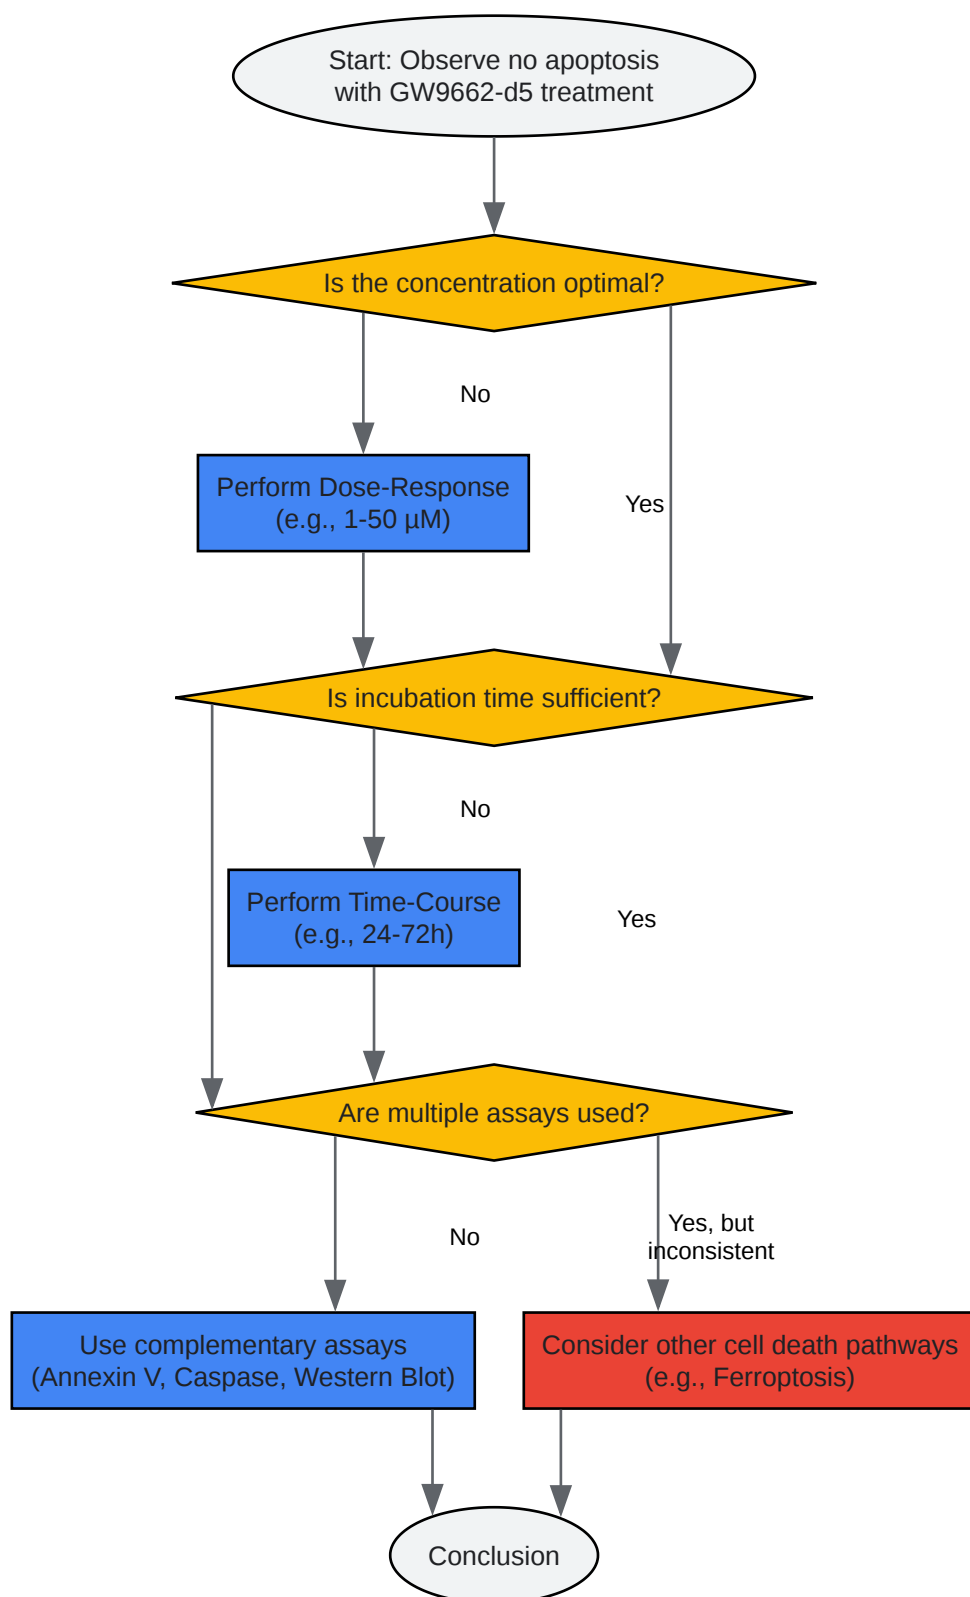 Start: Observe no apoptosis
with GW9662-d5 treatment
Is the concentration optimal?
No
Perform Dose-Response
(e.g., 1-50 µM)
Yes
Is incubation time sufficient?
No
Perform Time-Course
(e.g., 24-72h)
Yes
Are multiple assays used?
No
Yes, but
inconsistent
Use complementary assays
(Annexin V, Caspase, Western Blot)
Consider other cell death pathways
(e.g., Ferroptosis)
Conclusion